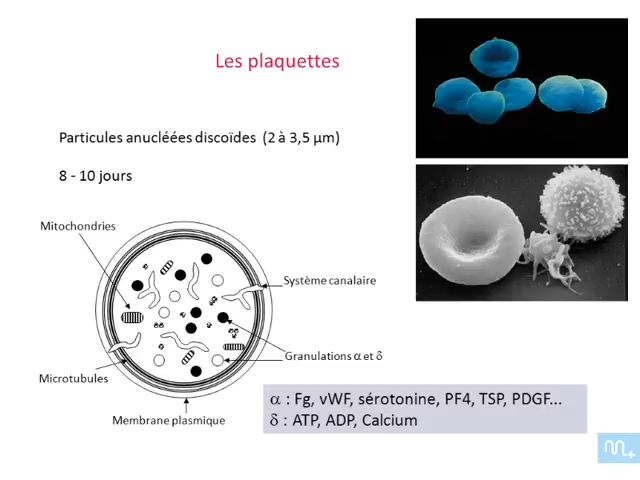 Les plaquettes
Particules anucléées discoïdes (2 à 3,5 µm)
8 - 10 jours
Mitochondries
Système canalaire
Granulations α et δ
Microtubules
Membrane plasmique
α : Fg, vWF, sérotonine, PF4, TSP, PDGF...
δ : ATP, ADP, Calcium